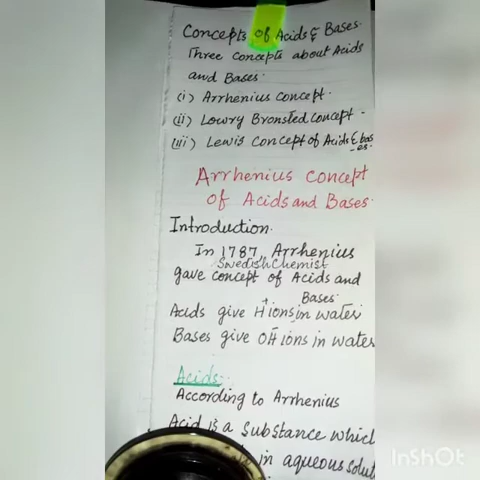 Concepts of Acids & Bases.
Three concepts about Acids
and Bases.
(i) Arrhenius concept.
(ii) Lowry Bronsted concept.
(iii) Lewis Concept of Acids & bas
es.
Arrhenius concept
of Acids and Bases.
Introduction.
In 1787, Arrhenius
Swedish Chemist
gave concept of Acids and
Bases.
Acids give H⁺ ions, in water
Bases give OH⁻ ions in water
Acids:-
According to Arrhenius
Acid is a substance which
in aqueous solut
InShOt